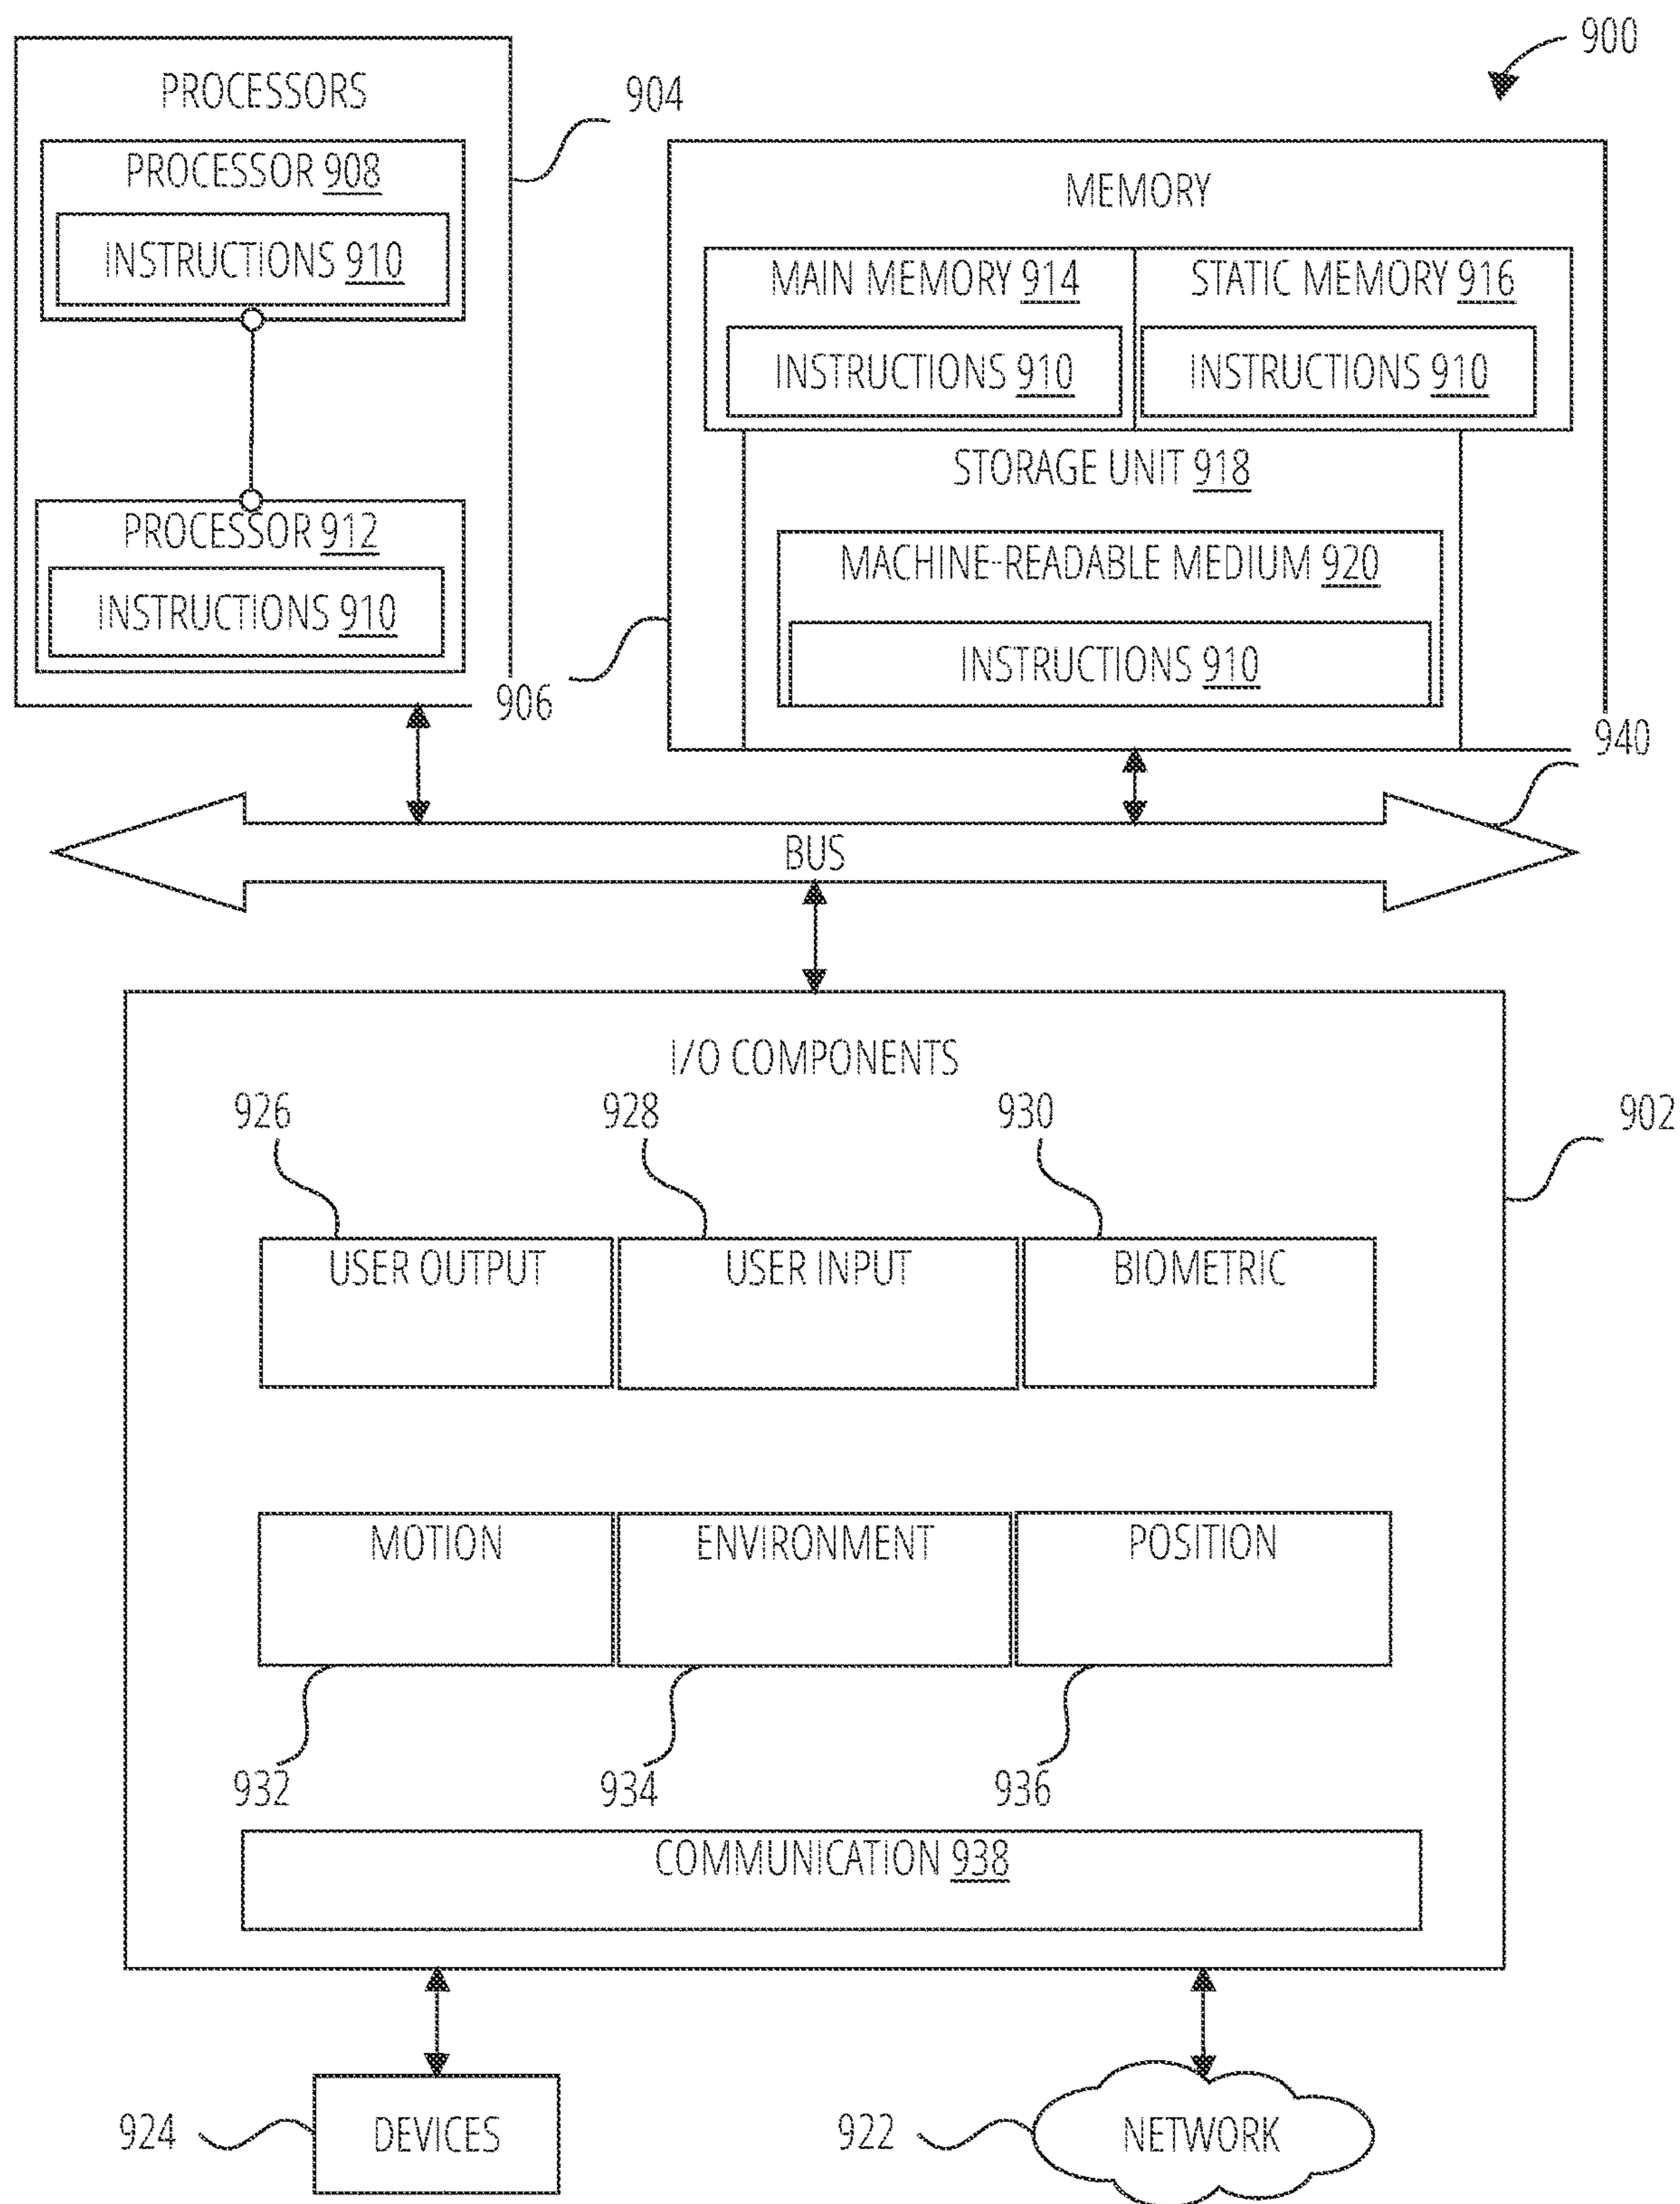 900
PROCESSORS
904
PROCESSOR 908
INSTRUCTIONS 910
PROCESSOR 912
INSTRUCTIONS 910
MEMORY
MAIN MEMORY 914
STATIC MEMORY 916
INSTRUCTIONS 910
INSTRUCTIONS 910
STORAGE UNIT 918
MACHINE-READABLE MEDIUM 920
INSTRUCTIONS 910
906
940
BUS
I/O COMPONENTS
902
926
928
930
USER OUTPUT
USER INPUT
BIOMETRIC
MOTION
ENVIRONMENT
POSITION
932
934
936
COMMUNICATION 938
924
DEVICES
922
NETWORK